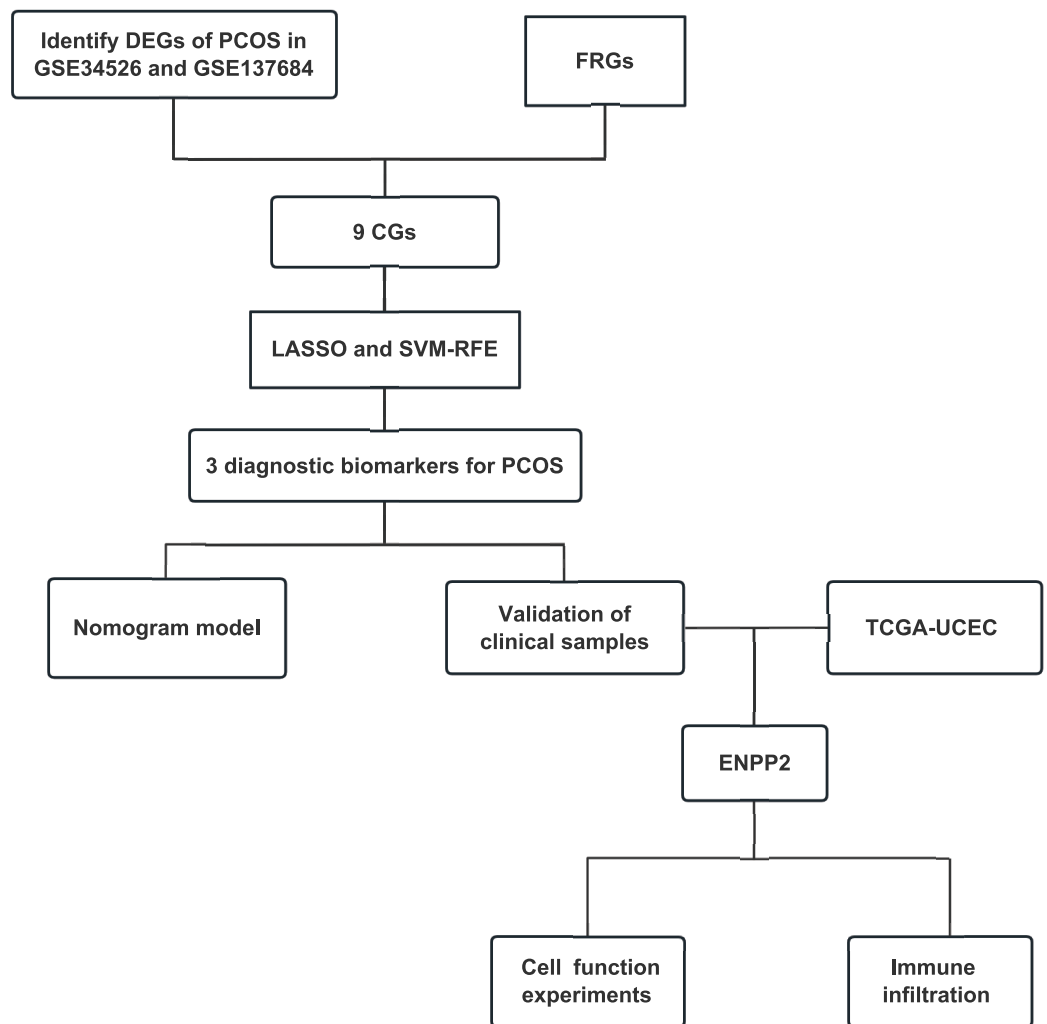 Identify DEGs of PCOS in
GSE34526 and GSE137684
FRGs
9 CGs
LASSO and SVM-RFE
3 diagnostic biomarkers for PCOS
Nomogram model
Validation of
clinical samples
TCGA-UCEC
ENPP2
Cell function
experiments
Immune
infiltration